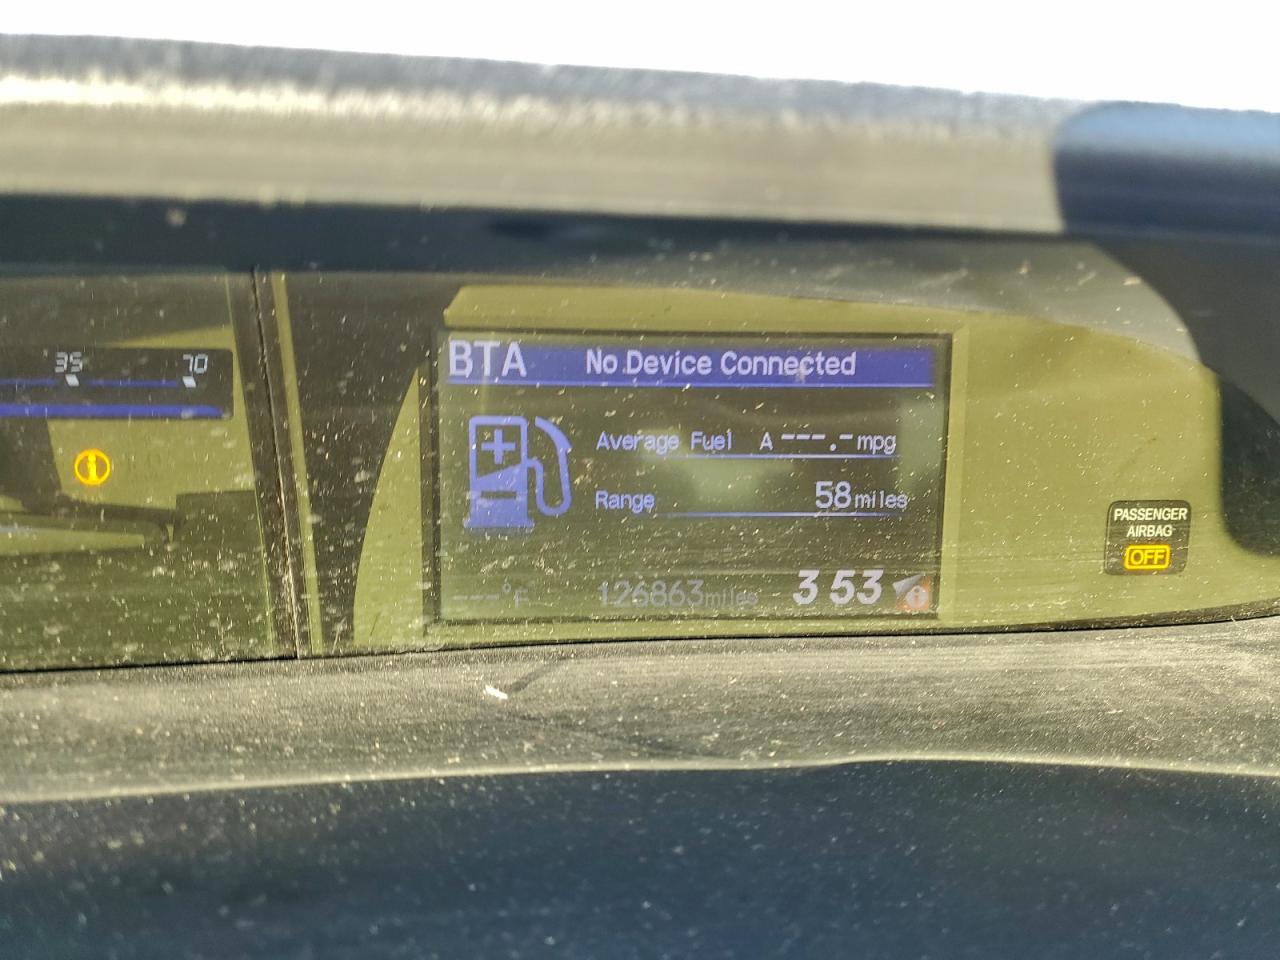 35 70
BTA No Device Connected
Average Fuel A ---.- mpg
Range 58 miles
---°F 126863 miles 3 53
PASSENGER
AIRBAG
OFF